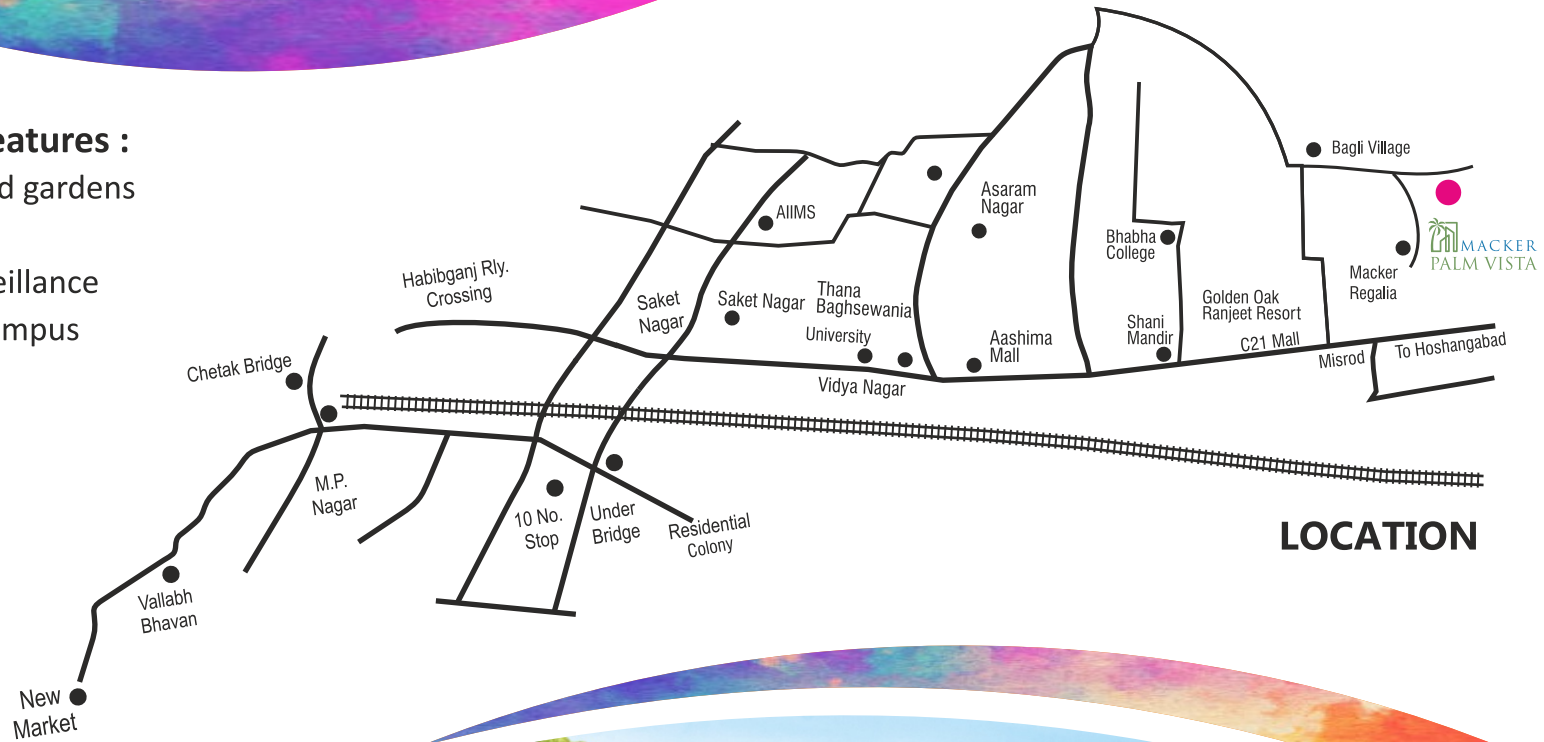 eatures :
d gardens
eillance
mpus
Bagli Village
Asaram
Nagar
AIIMS
MACKER
PALM VISTA
Bhabha
College
Macker
Regalia
Habibganj Rly.
Crossing
Saket
Nagar
Saket Nagar
Thana
Baghsewania
University
Golden Oak
Ranjeet Resort
Shani
Mandir
C21 Mall
Aashima
Mall
Misrod
To Hoshangabad
Chetak Bridge
Vidya Nagar
M.P.
Nagar
10 No.
Stop
Under
Bridge
Residential
Colony
LOCATION
Vallabh
Bhavan
New
Market